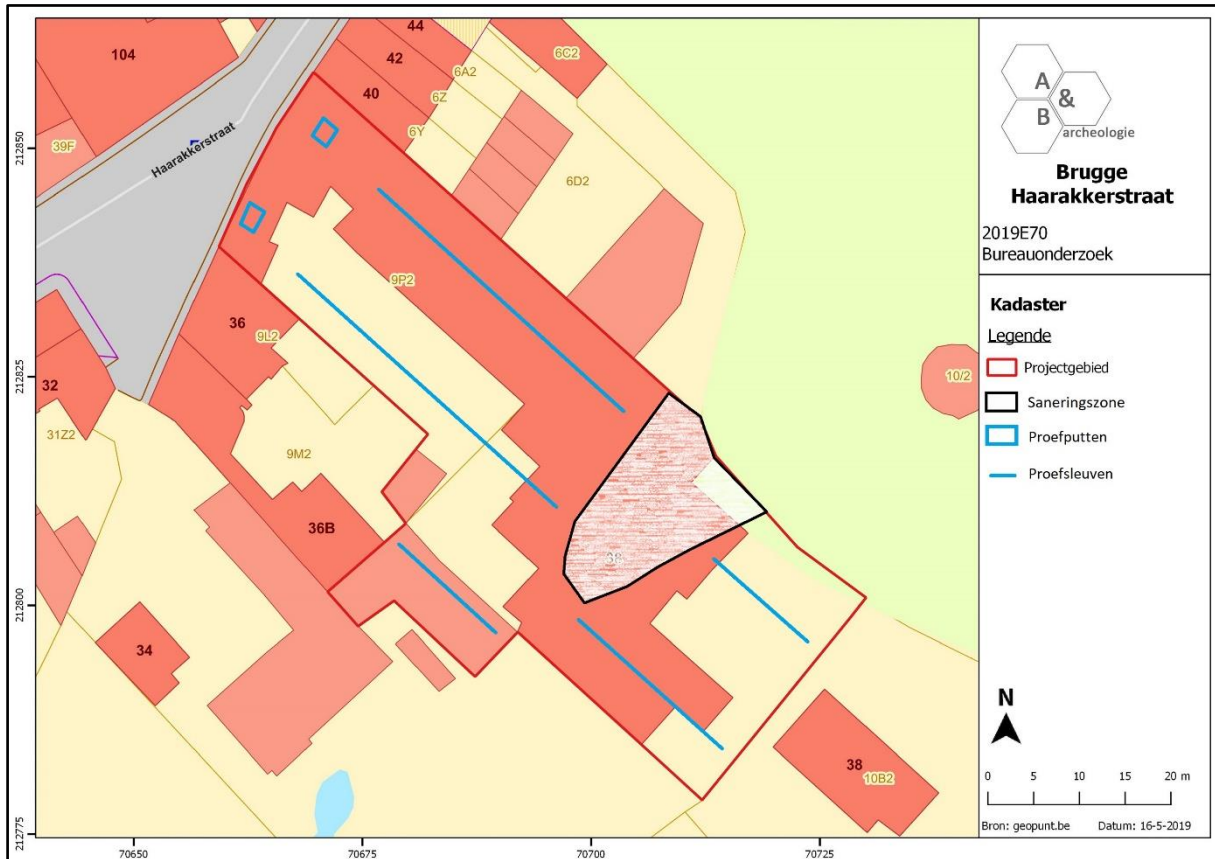 104
44
42
40
6C2
6A2
6Z
6Y
39F
Haarakkerstraat
6D2
9P2
36
9L2
32
31Z2
9M2
36B
10/2
38
34
38
10B2
212850
212825
212800
212775
70650
70675
70700
70725
A
&
B
archeologie
Brugge
Haarakkerstraat
2019E70
Bureauonderzoek
Kadaster
Legende
Projectgebied
Saneringszone
Proefputten
Proefsleuven
N
0 5 10 15 20 m
Bron: geopunt.be Datum: 16-5-2019